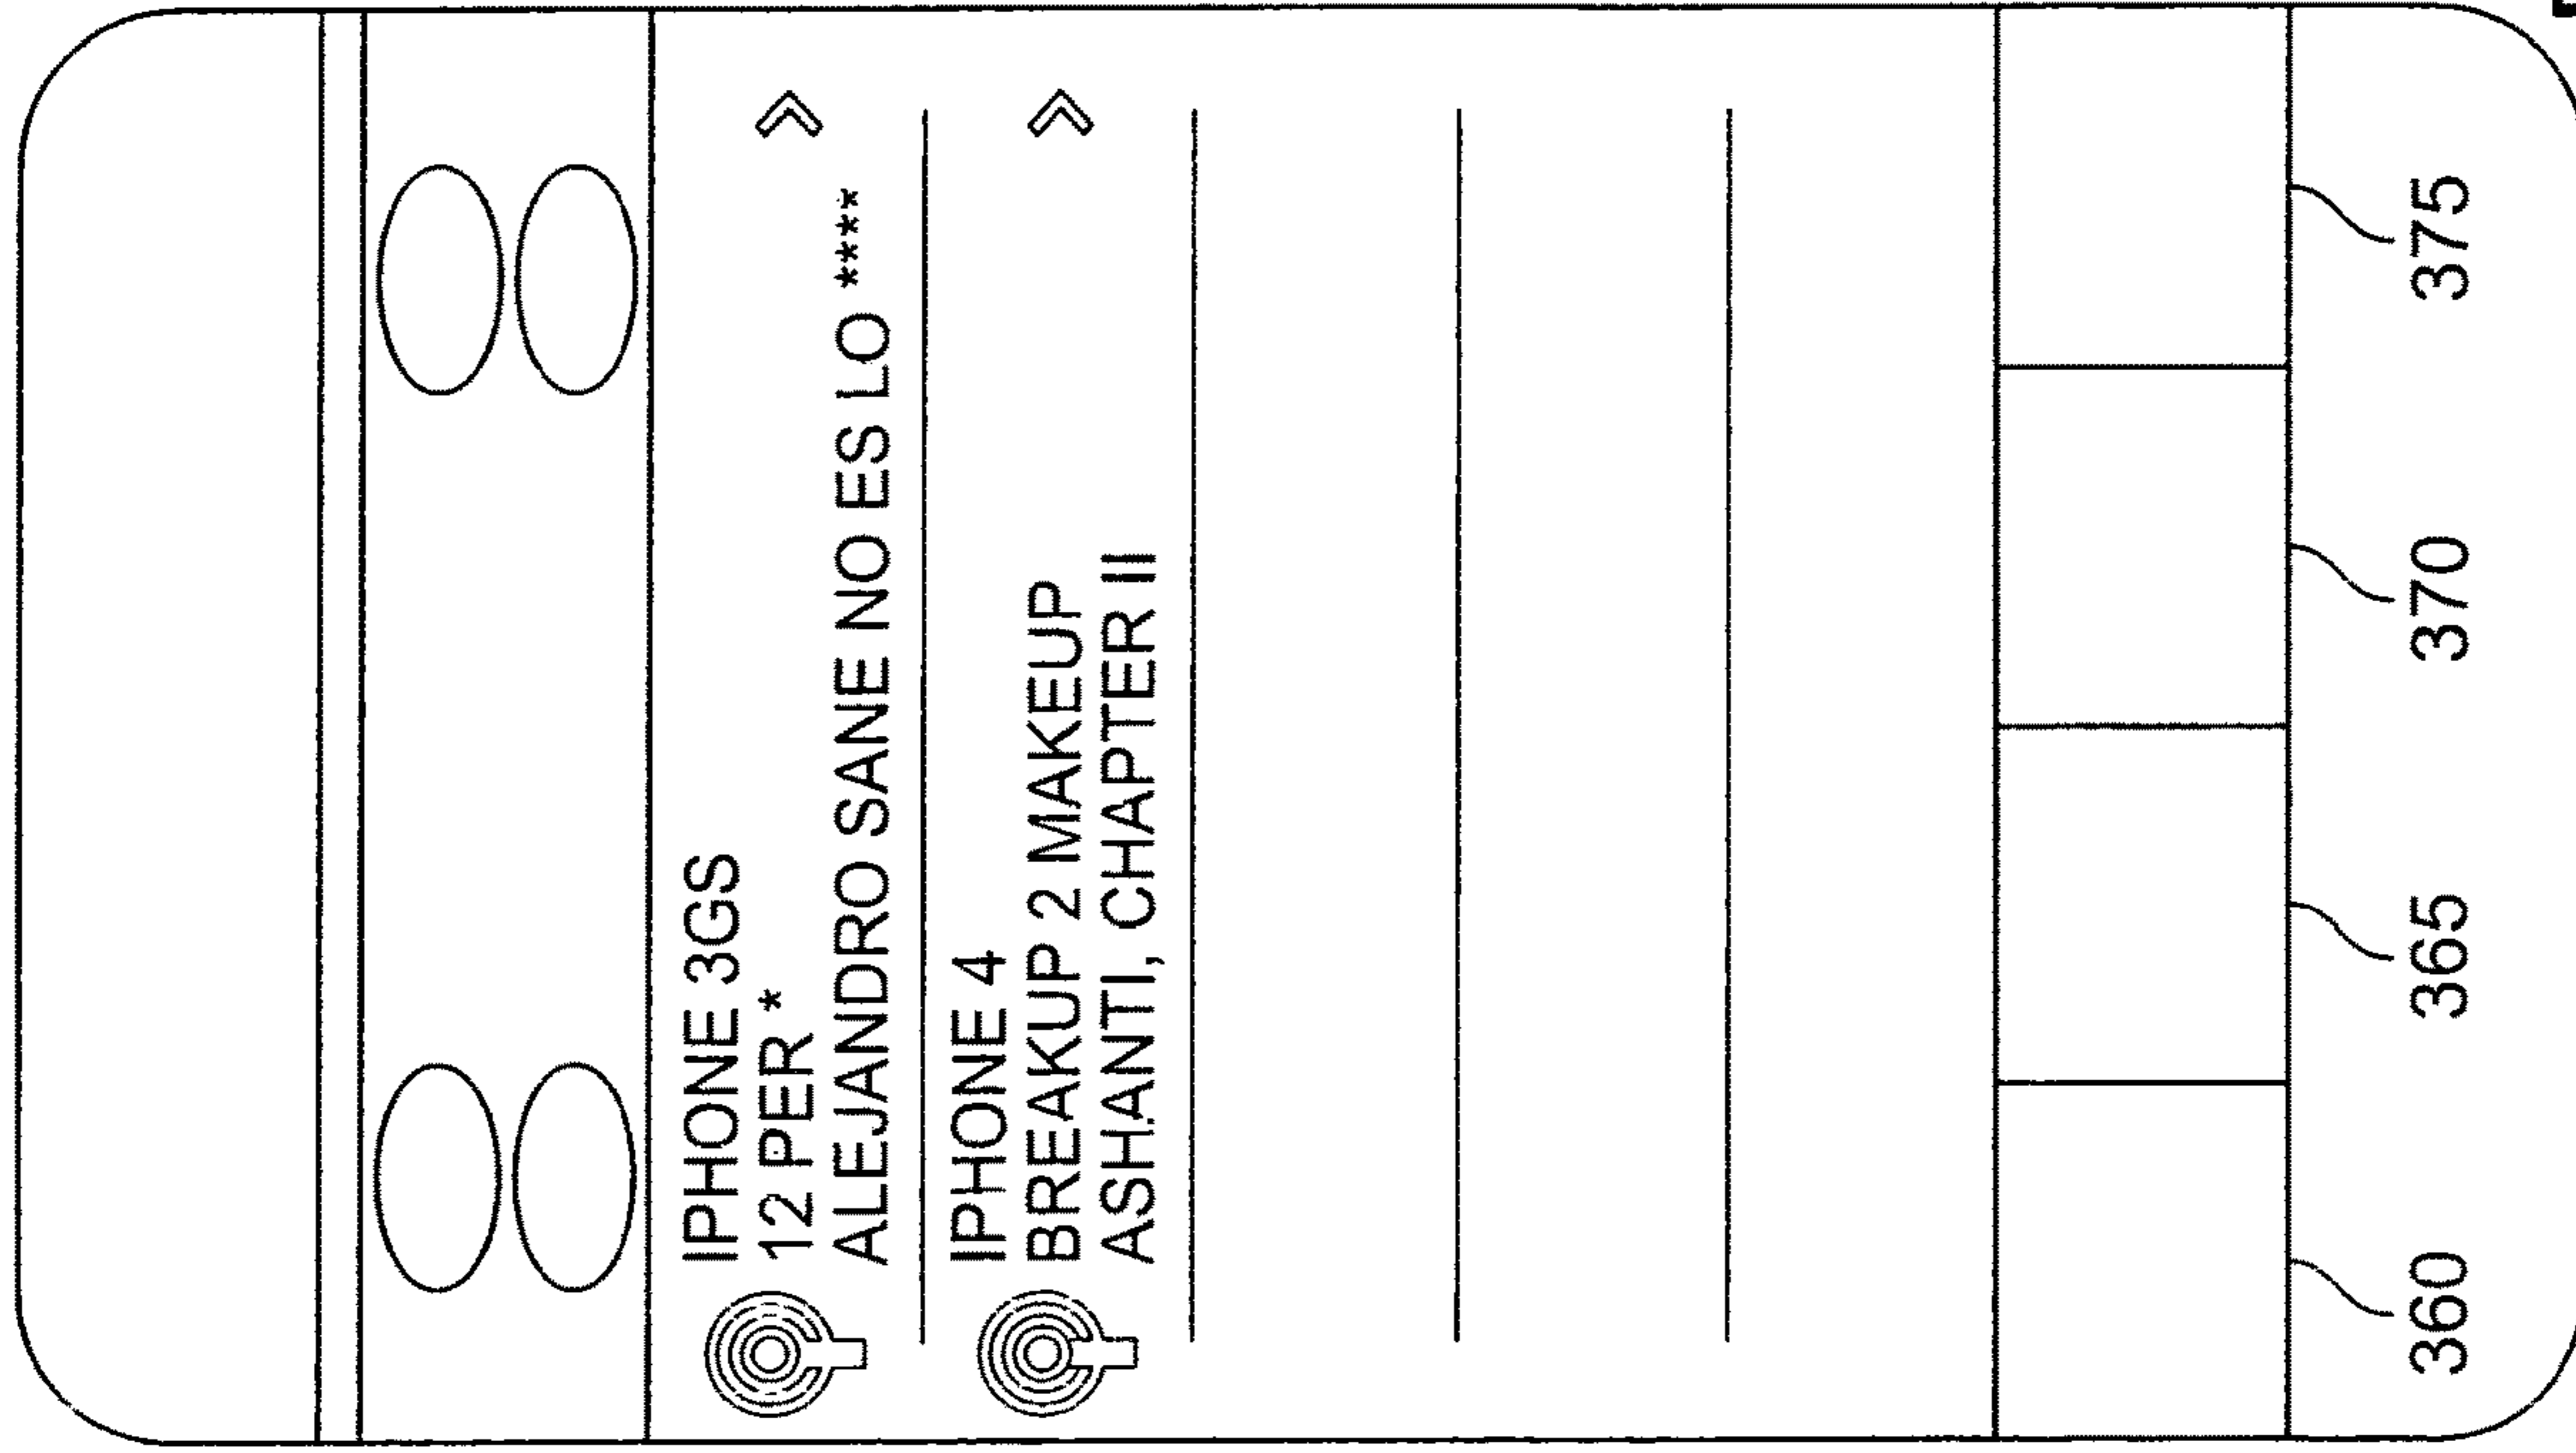 IPHONE 3GS
12 PER *
ALEJANDRO SANE NO ES LO ****
IPHONE 4
BREAKUP 2 MAKEUP
ASHANTI, CHAPTER II
360
365
370
375